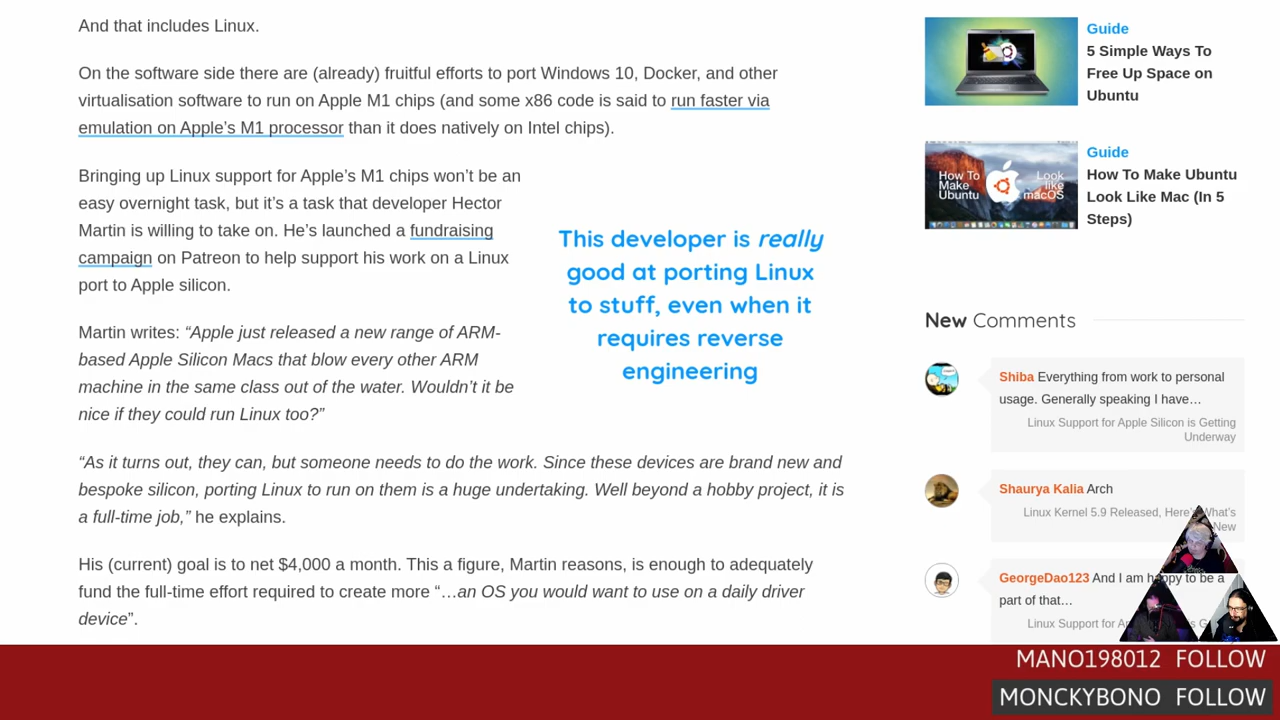 And that includes Linux.
On the software side there are (already) fruitful efforts to port Windows 10, Docker, and other
virtualisation software to run on Apple M1 chips (and some x86 code is said to run faster via
emulation on Apple’s M1 processor than it does natively on Intel chips).
Bringing up Linux support for Apple’s M1 chips won’t be an
easy overnight task, but it’s a task that developer Hector
Martin is willing to take on. He’s launched a fundraising
campaign on Patreon to help support his work on a Linux
port to Apple silicon.
This developer is really
good at porting Linux
to stuff, even when it
requires reverse
engineering
Martin writes: “Apple just released a new range of ARM-
based Apple Silicon Macs that blow every other ARM
machine in the same class out of the water. Wouldn’t it be
nice if they could run Linux too?”
“As it turns out, they can, but someone needs to do the work. Since these devices are brand new and
bespoke silicon, porting Linux to run on them is a huge undertaking. Well beyond a hobby project, it is
a full-time job,” he explains.
His (current) goal is to net $4,000 a month. This a figure, Martin reasons, is enough to adequately
fund the full-time effort required to create more “…an OS you would want to use on a daily driver
device”.
Guide
5 Simple Ways To
Free Up Space on
Ubuntu
How To
Make
Ubuntu
Look
like
macOS
Guide
How To Make Ubuntu
Look Like Mac (In 5
Steps)
New Comments
Shiba Everything from work to personal
usage. Generally speaking I have…
Linux Support for Apple Silicon is Getting
Underway
Shaurya Kalia Arch
Linux Kernel 5.9 Released, Here’s What’s
New
GeorgeDao123 And I am happy to be a
part of that…
Linux Support for
MANO198012 FOLLOW
MONCKYBONO FOLLOW